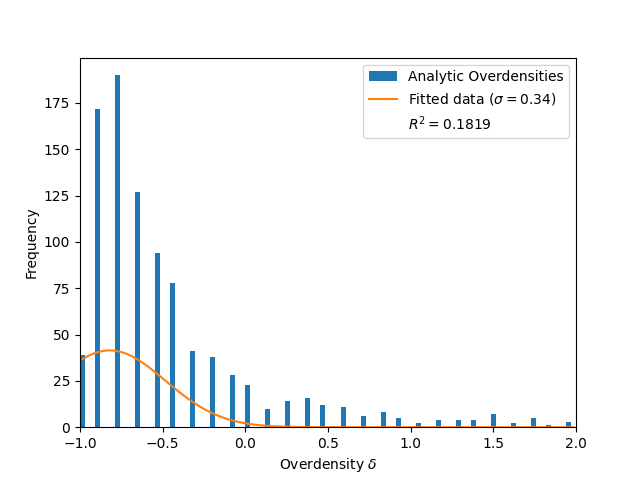 Analytic Overdensities
Fitted data (σ = 0.34)
R² = 0.1819
Frequency
175
150
125
100
75
50
25
0
−1.0 −0.5 0.0 0.5 1.0 1.5 2.0
Overdensity δ